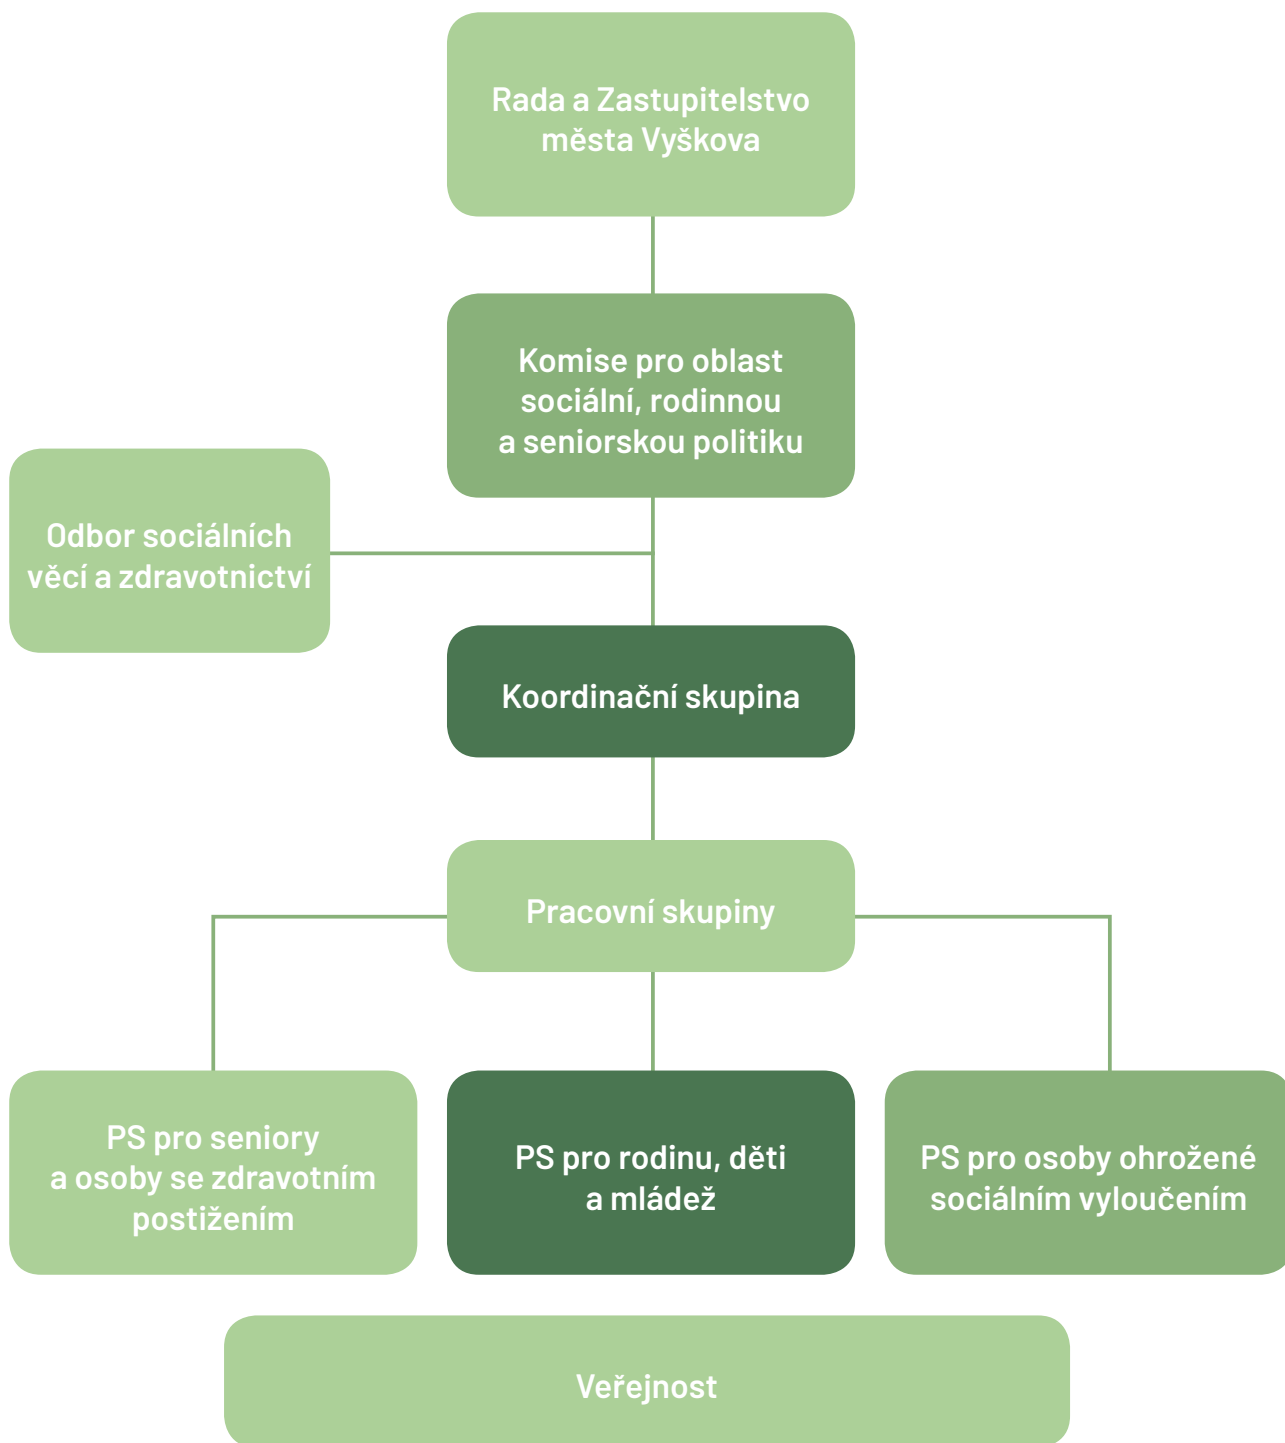 Rada a Zastupitelstvo
města Vyškova
Komise pro oblast
sociální, rodinnou
a seniorskou politiku
Odbor sociálních
věcí a zdravotnictví
Koordinační skupina
Pracovní skupiny
PS pro seniory
a osoby se zdravotním
postižením
PS pro rodinu, děti
a mládež
PS pro osoby ohrožené
sociálním vyloučením
Veřejnost